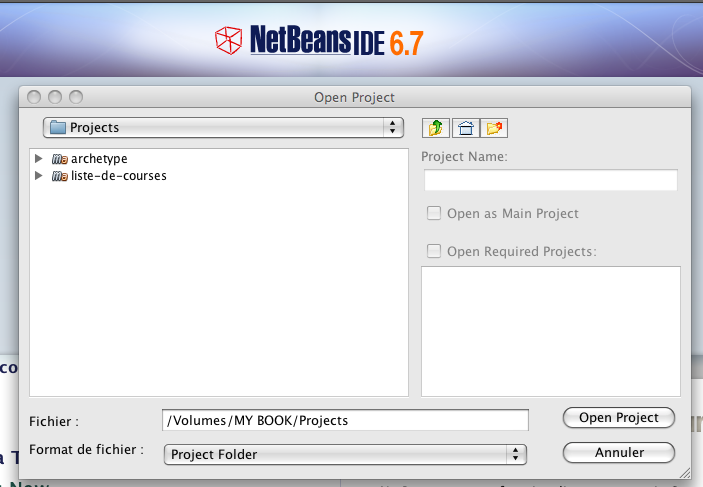 NetBeans IDE 6.7
Open Project
Projects
archetype
liste-de-courses
Project Name:
Open as Main Project
Open Required Projects:
Fichier :
/Volumes/MY BOOK/Projects
Open Project
Format de fichier :
Project Folder
Annuler